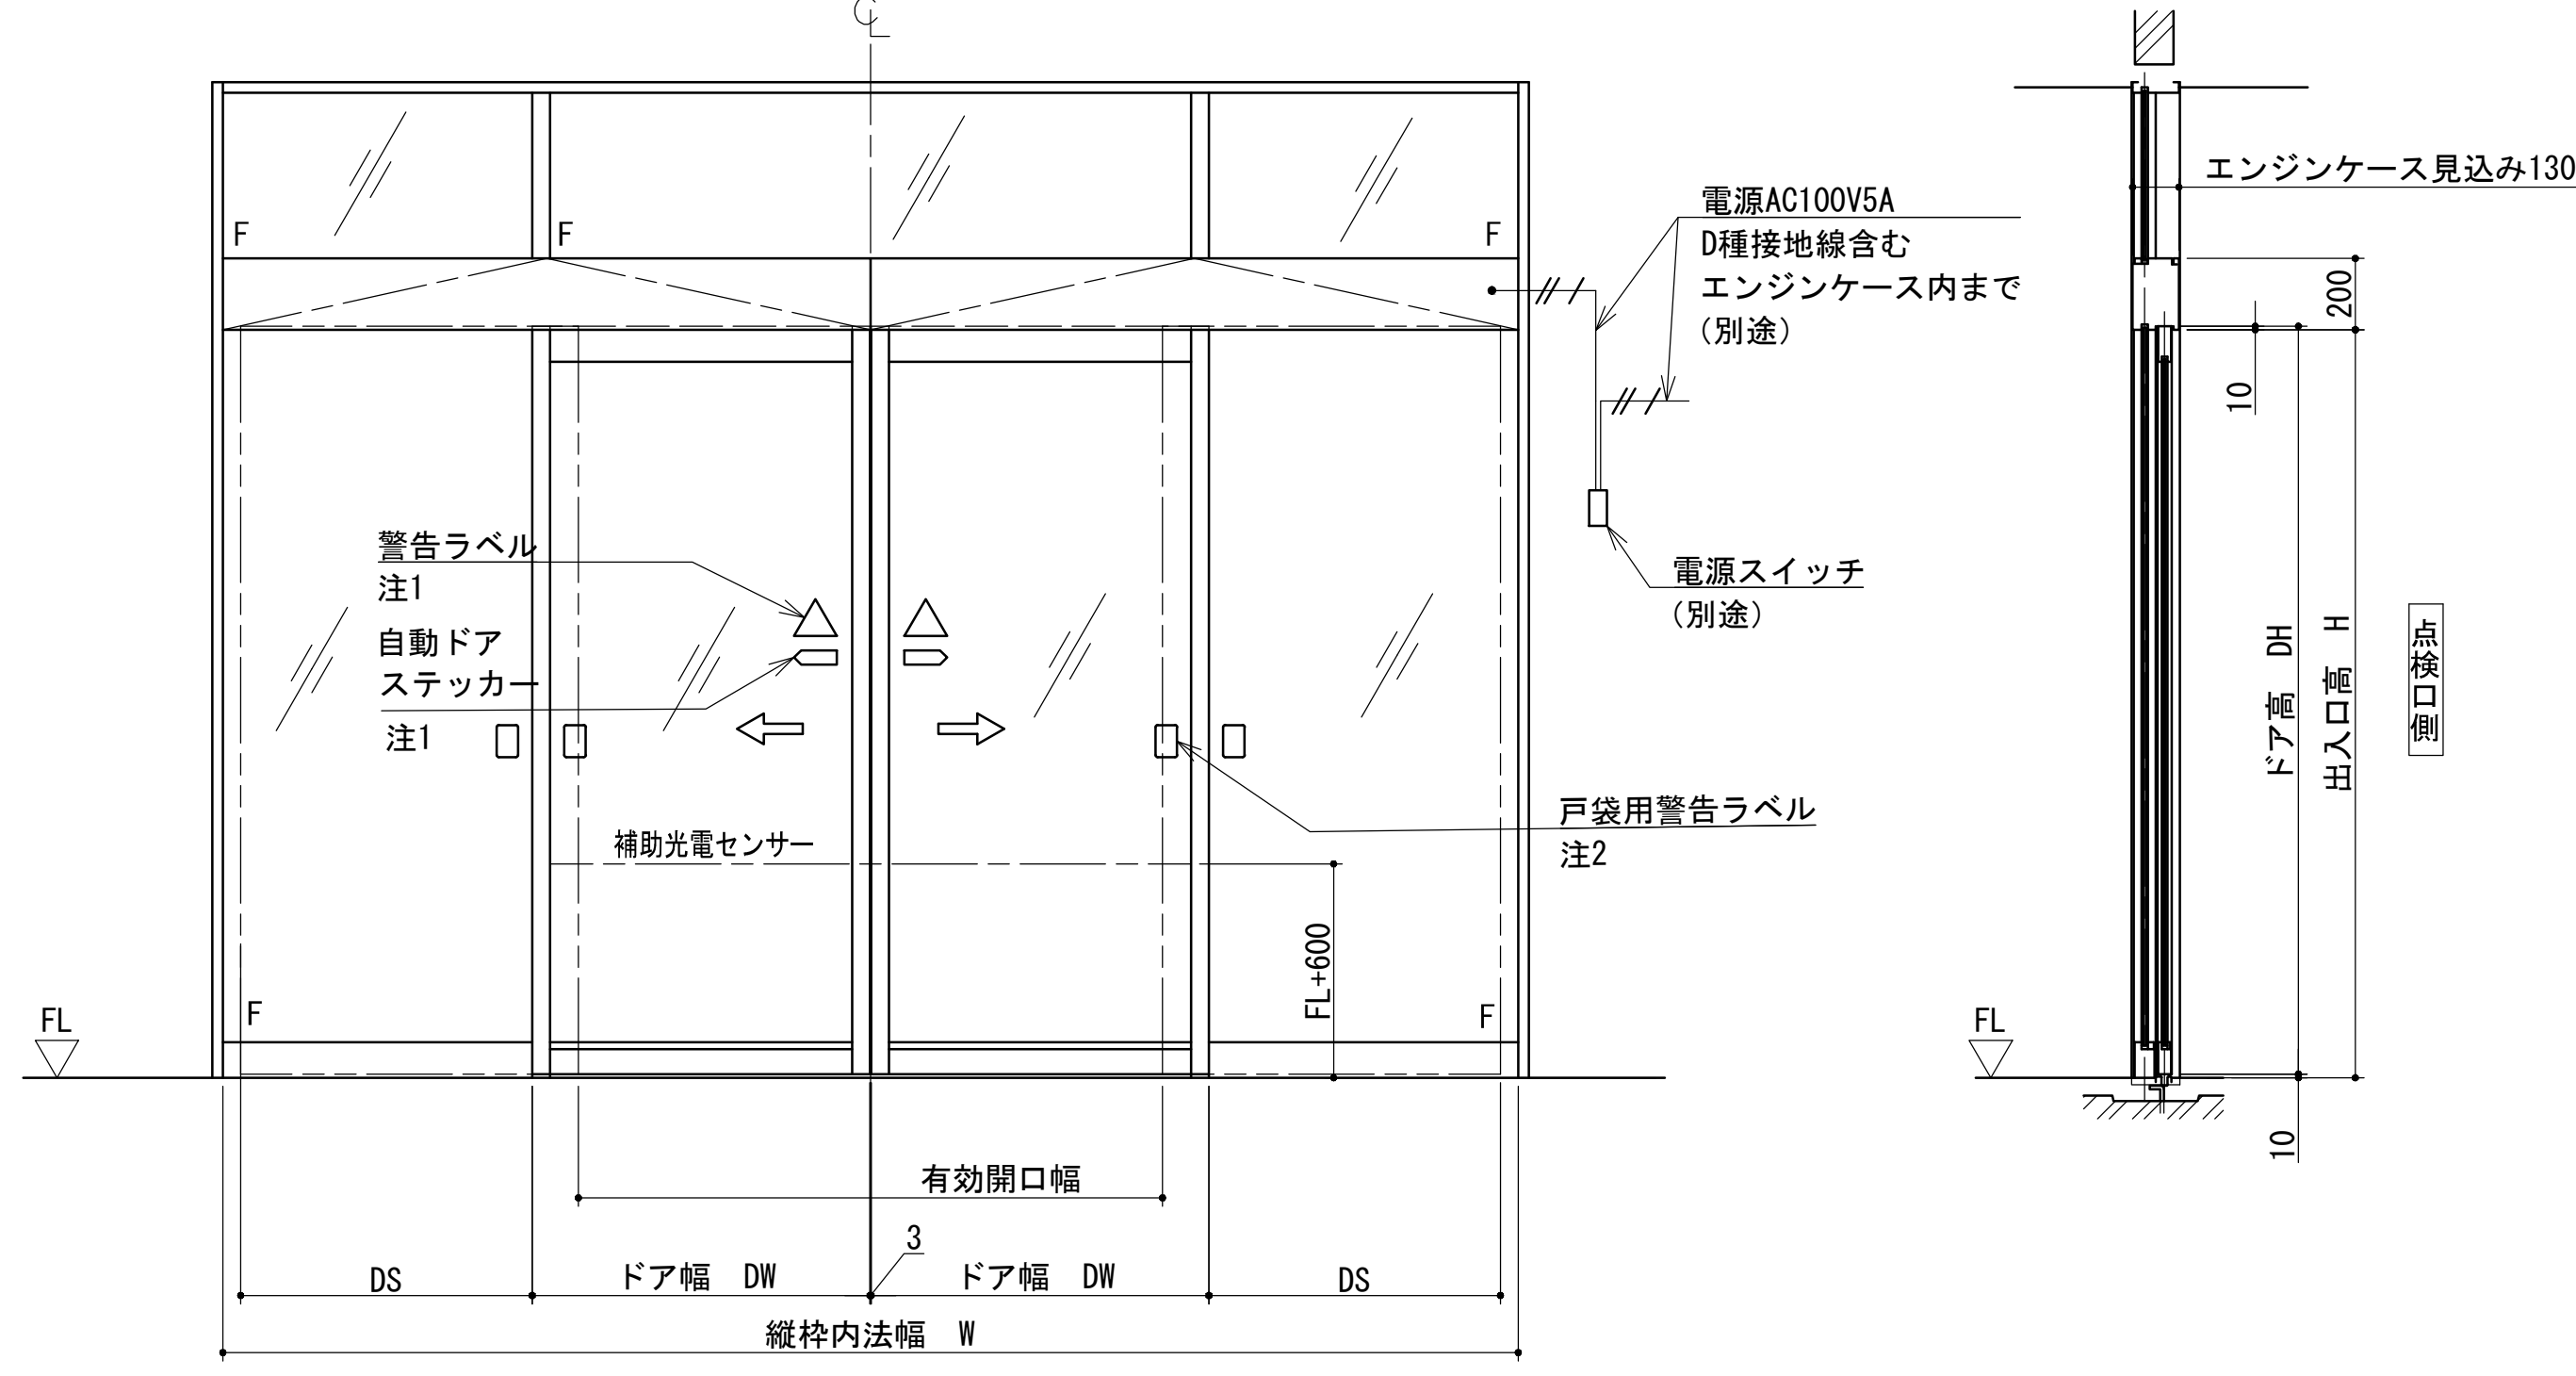 CL
F
F
F
電源AC100V5A
D種接地線含む
エンジンケース内まで
(別途)
エンジンケース見込み130
200
10
警告ラベル
注1
自動ドア
ステッカー
注1
電源スイッチ
(別途)
ドア高 DH
出入口高 H
点検口側
補助光電センサー
戸袋用警告ラベル
注2
FL+600
F
F
FL
FL
10
有効開口幅
3
DS
ドア幅 DW
ドア幅 DW
DS
縦枠内法幅 W